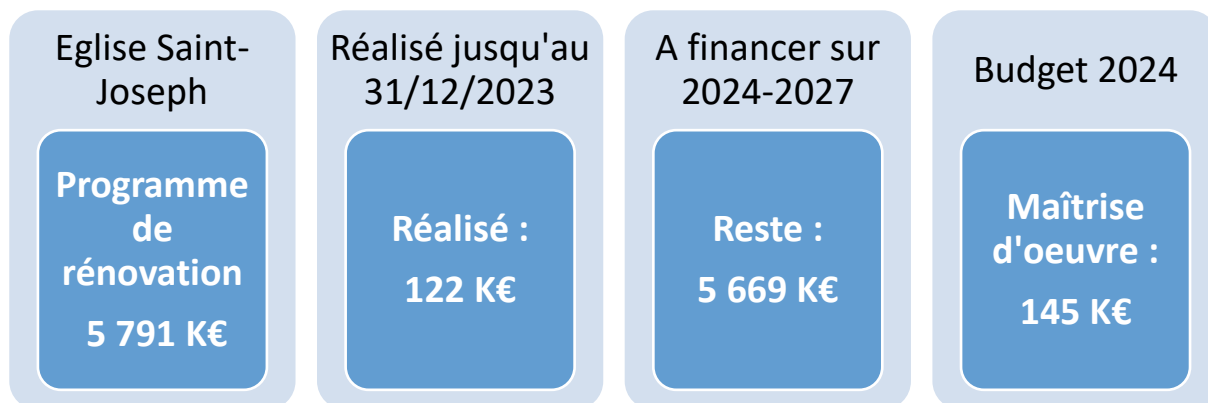 Eglise Saint-
Joseph
Programme
de
rénovation
5 791 K€
Réalisé jusqu'au
31/12/2023
Réalisé :
122 K€
A financer sur
2024-2027
Reste :
5 669 K€
Budget 2024
Maîtrise
d'oeuvre :
145 K€